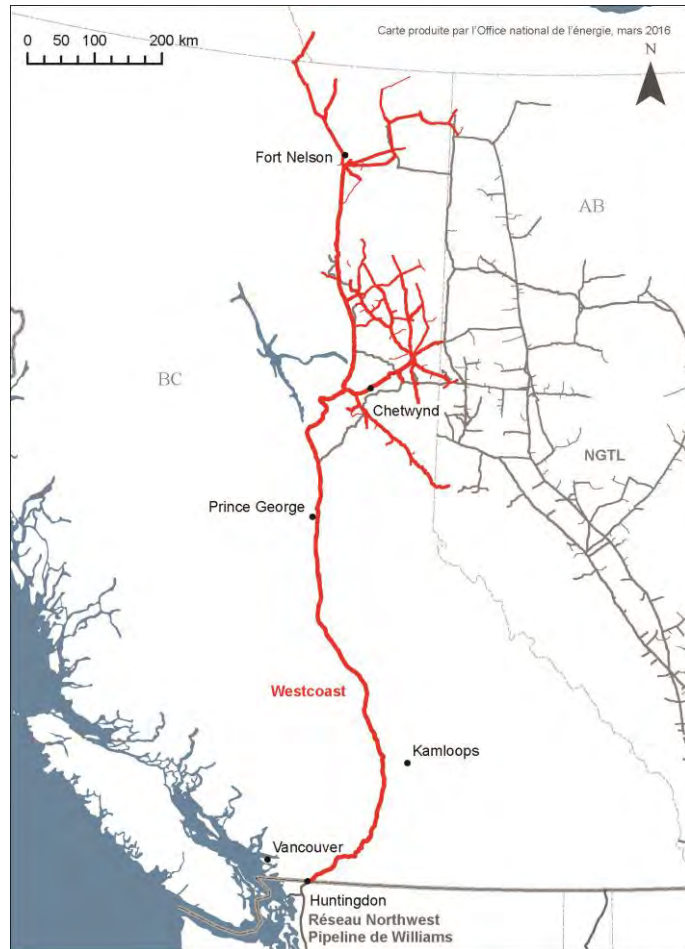 Carte produite par l'Office national de l'énergie, mars 2016
0 50 100 200 km
N
Fort Nelson
AB
BC
Chetwynd
NGTL
Prince George
Westcoast
Kamloops
Vancouver
Huntingdon
Réseau Northwest
Pipeline de Williams